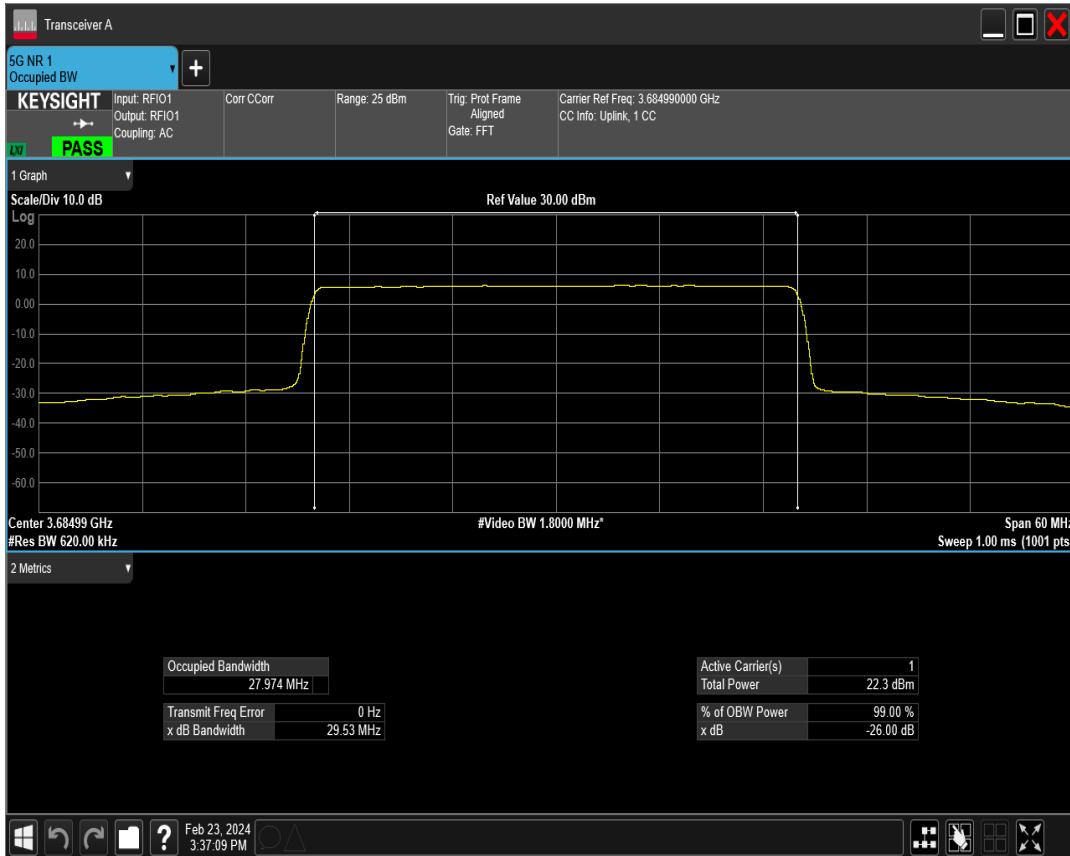 Transceiver A
5G NR 1
Occupied BW
+
KEYSIGHT
LXI
PASS
Input: RFIO1
Output: RFIO1
Coupling: AC
Corr CCorr
Range: 25 dBm
Trig: Prot Frame
Aligned
Gate: FFT
Carrier Ref Freq: 3.684990000 GHz
CC Info: Uplink, 1 CC
1 Graph
Scale/Div 10.0 dB
Ref Value 30.00 dBm
Log
20.0
10.0
0.00
-10.0
-20.0
-30.0
-40.0
-50.0
-60.0
Center 3.68499 GHz
#Video BW 1.8000 MHz*
Span 60 MHz
#Res BW 620.00 kHz
Sweep 1.00 ms (1001 pts
2 Metrics
Occupied Bandwidth
27.974 MHz
Transmit Freq Error 0 Hz
x dB Bandwidth 29.53 MHz
Active Carrier(s) 1
Total Power 22.3 dBm
% of OBW Power 99.00 %
x dB -26.00 dB
?
Feb 23, 2024
3:37:09 PM